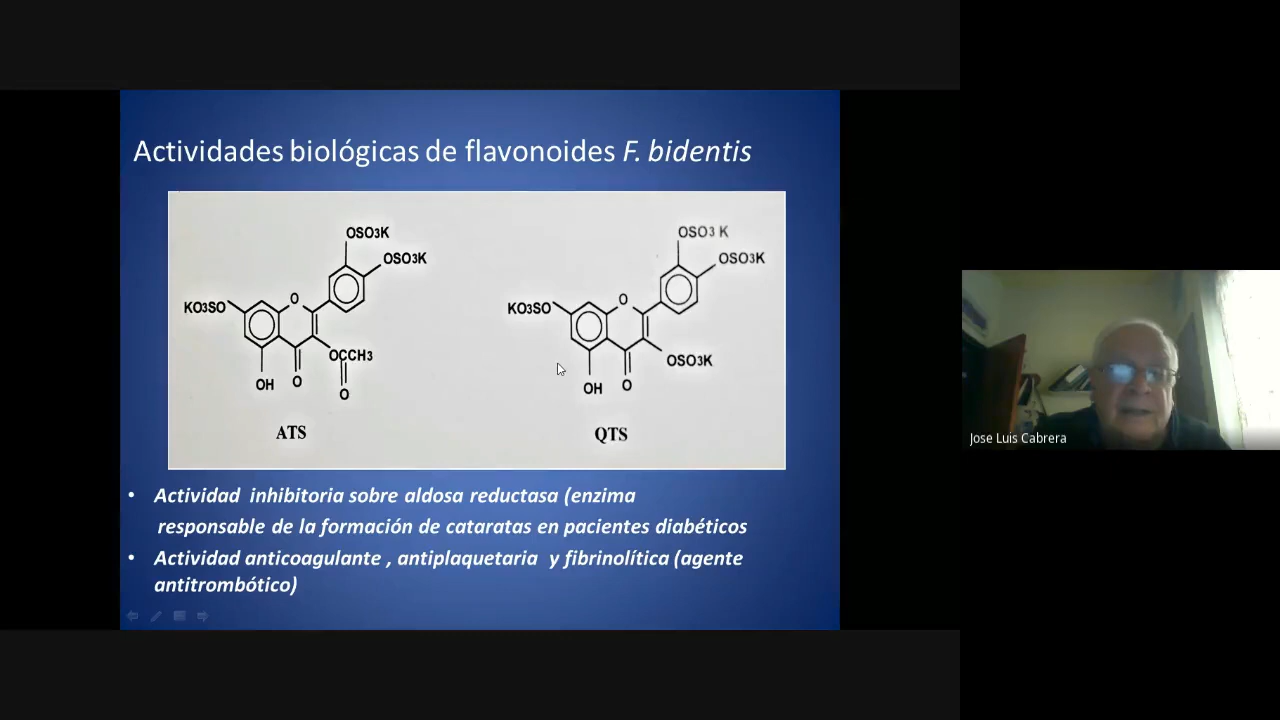 Actividades biológicas de flavonoides F. bidentis
OSO3K
OSO3K
KO3SO
O
OCCH3
OH
O
O
ATS
OSO3 K
OSO3K
KO3SO
O
OSO3K
OH
O
QTS
• Actividad inhibitoria sobre aldosa reductasa (enzima
responsable de la formación de cataratas en pacientes diabéticos
• Actividad anticoagulante , antiplaquetaria y fibrinolítica (agente
antitrombótico)
Jose Luis Cabrera